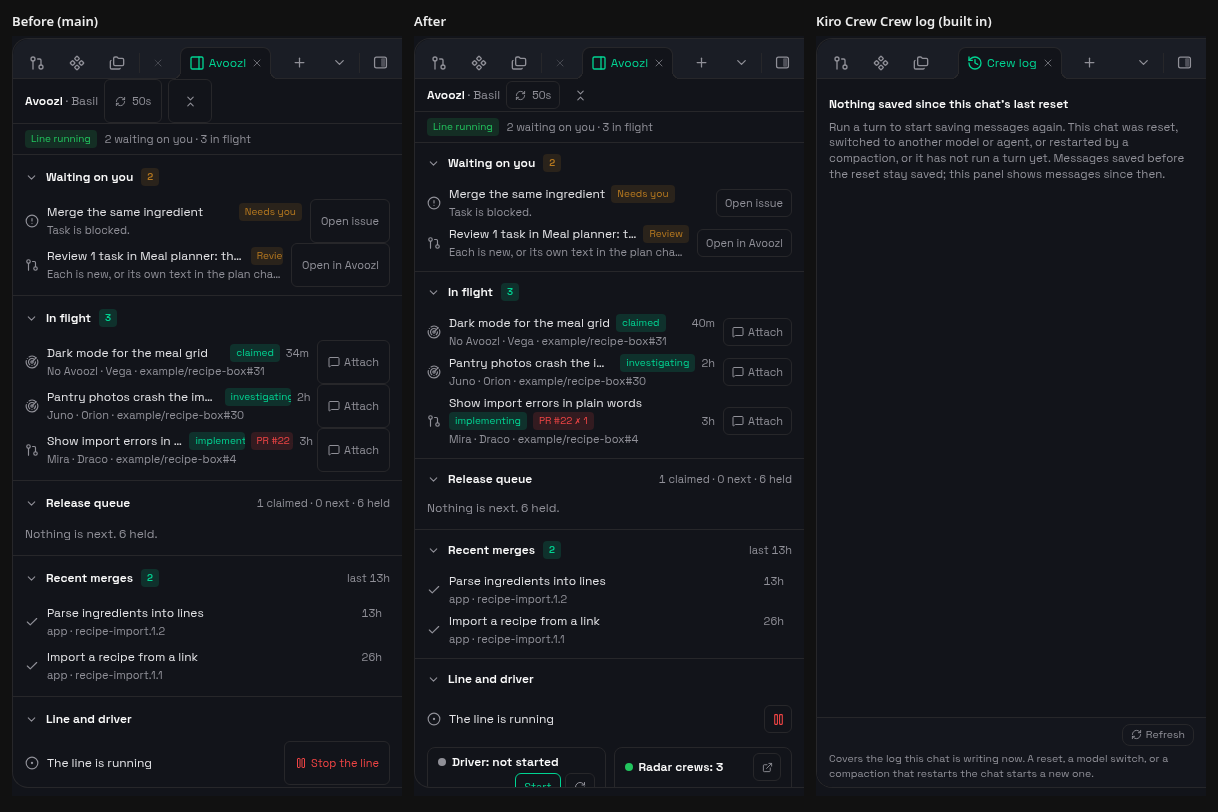 Before (main)
Avoozl
Avoozl · Basil
50s
Line running
2 waiting on you · 3 in flight
Waiting on you
2
Merge the same ingredient
Needs you
Task is blocked.
Open issue
Review 1 task in Meal planner: th...
Revie
Each is new, or its own text in the plan cha...
Open in Avoozl
In flight
3
Dark mode for the meal grid
claimed
34m
No Avoozl · Vega · example/recipe-box#31
Attach
Pantry photos crash the im...
investigating
2h
Juno · Orion · example/recipe-box#30
Attach
Show import errors in ...
implement
PR #22
3h
Mira · Draco · example/recipe-box#4
Attach
Release queue
1 claimed · 0 next · 6 held
Nothing is next. 6 held.
Recent merges
2
last 13h
Parse ingredients into lines
13h
app · recipe-import.1.2
Import a recipe from a link
26h
app · recipe-import.1.1
Line and driver
The line is running
Stop the line
After
Avoozl
Avoozl · Basil
50s
Line running
2 waiting on you · 3 in flight
Waiting on you
2
Merge the same ingredient
Needs you
Task is blocked.
Open issue
Review 1 task in Meal planner: t...
Review
Each is new, or its own text in the plan cha...
Open in Avoozl
In flight
3
Dark mode for the meal grid
claimed
40m
No Avoozl · Vega · example/recipe-box#31
Attach
Pantry photos crash the i...
investigating
2h
Juno · Orion · example/recipe-box#30
Attach
Show import errors in plain words
implementing
PR #22 ✗ 1
3h
Mira · Draco · example/recipe-box#4
Attach
Release queue
1 claimed · 0 next · 6 held
Nothing is next. 6 held.
Recent merges
2
last 13h
Parse ingredients into lines
13h
app · recipe-import.1.2
Import a recipe from a link
26h
app · recipe-import.1.1
Line and driver
The line is running
Driver: not started
Start
Radar crews: 3
Kiro Crew Crew log (built in)
Crew log
Nothing saved since this chat's last reset
Run a turn to start saving messages again. This chat was reset,
switched to another model or agent, or restarted by a
compaction, or it has not run a turn yet. Messages saved before
the reset stay saved; this panel shows messages since then.
Refresh
Covers the log this chat is writing now. A reset, a model switch, or a
compaction that restarts the chat starts a new one.